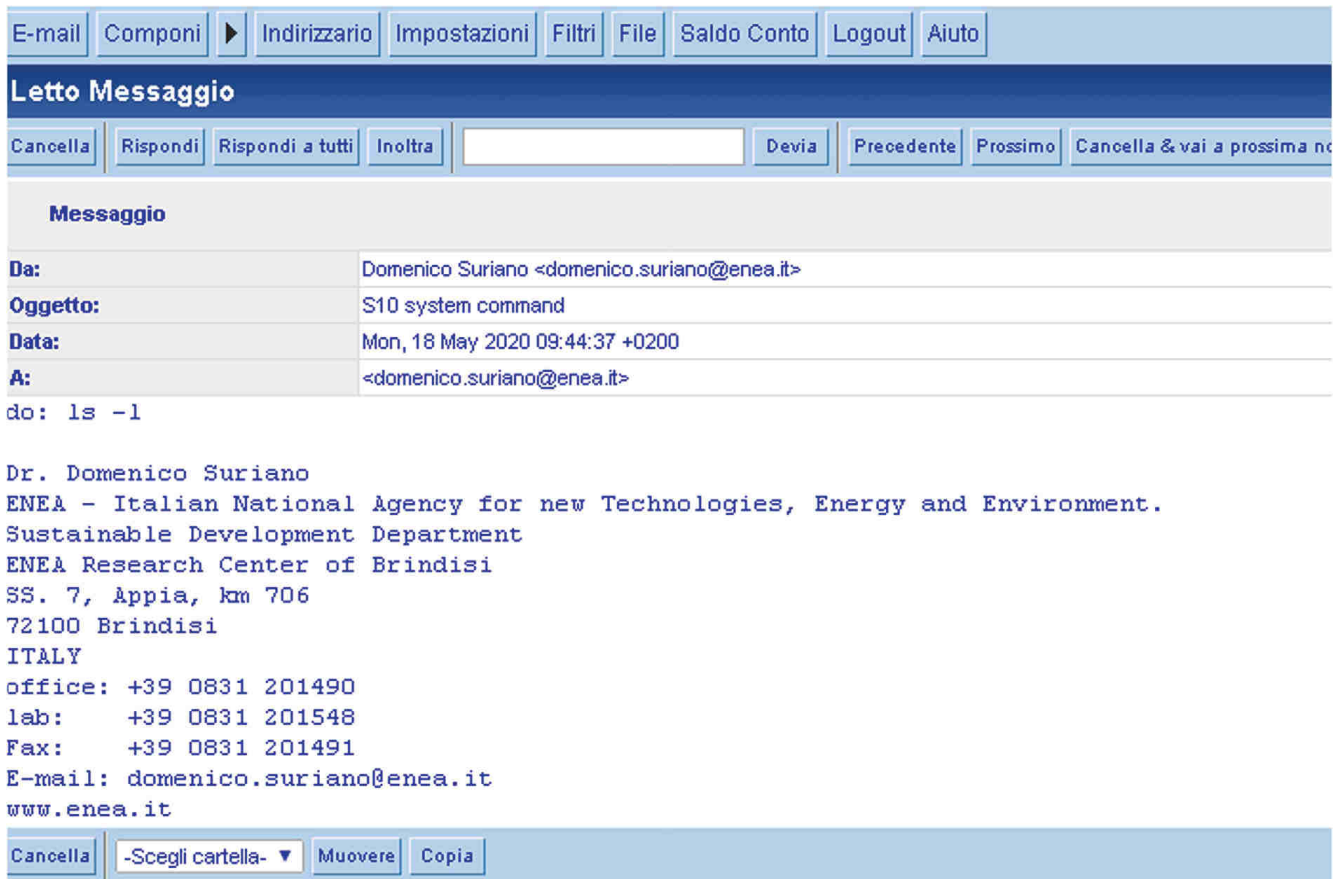 E-mail Componi Indirizzario Impostazioni Filtri File Saldo Conto Logout Aiuto
Letto Messaggio
Cancella Rispondi Rispondi a tutti Inoltra Devia Precedente Prossimo Cancella & vai a prossima
Messaggio
Da: Domenico Suriano <domenico.suriano@enea.it>
Oggetto: S10 system command
Data: Mon, 18 May 2020 09:44:37 +0200
A: <domenico.suriano@enea.it>
do: ls -l
Dr. Domenico Suriano
ENEA - Italian National Agency for new Technologies, Energy and Environment.
Sustainable Development Department
ENEA Research Center of Brindisi
SS. 7, Appia, km 706
72100 Brindisi
ITALY
office: +39 0831 201490
lab: +39 0831 201548
Fax: +39 0831 201491
E-mail: domenico.suriano@enea.it
www.enea.it
Cancella -Scegli cartella- Muovere Copia